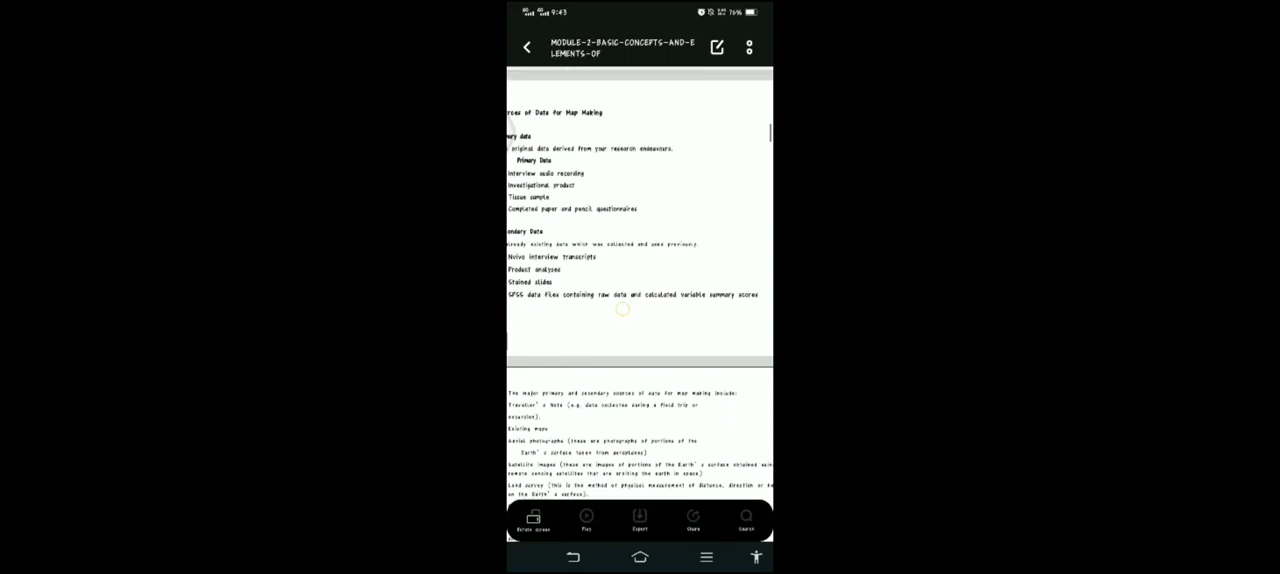 9:43
76%
MODULE-2-BASIC-CONCEPTS-AND-E
LEMENTS-OF
rces of Data for Map Making
mary data
original data derived from your research endeavours.
Primary Data
Interview audio recording
Investigational product
Tissue sample
Completed paper and pencil questionnaires
ondary Data
already existing data which was collected and used previously.
Nvivo interview transcripts
Product analyses
Stained slides
SPSS data files containing raw data and calculated variable summary scores
The major primary and secondary sources of data for map making include:
Traveller's Note (e.g. data collected during a field trip or
excursion).
Existing maps
Aerial photographs (these are photographs of portions of the
Earth's surface taken from aeroplanes)
Satellite images (these are images of portions of the Earth's surface obtained usin
remote sensing satellites that are orbiting the earth in space)
Land survey (this is the method of physical measurement of distance, direction or he
on the Earth's surface).
Rotate screen
Play
Export
Share
Search